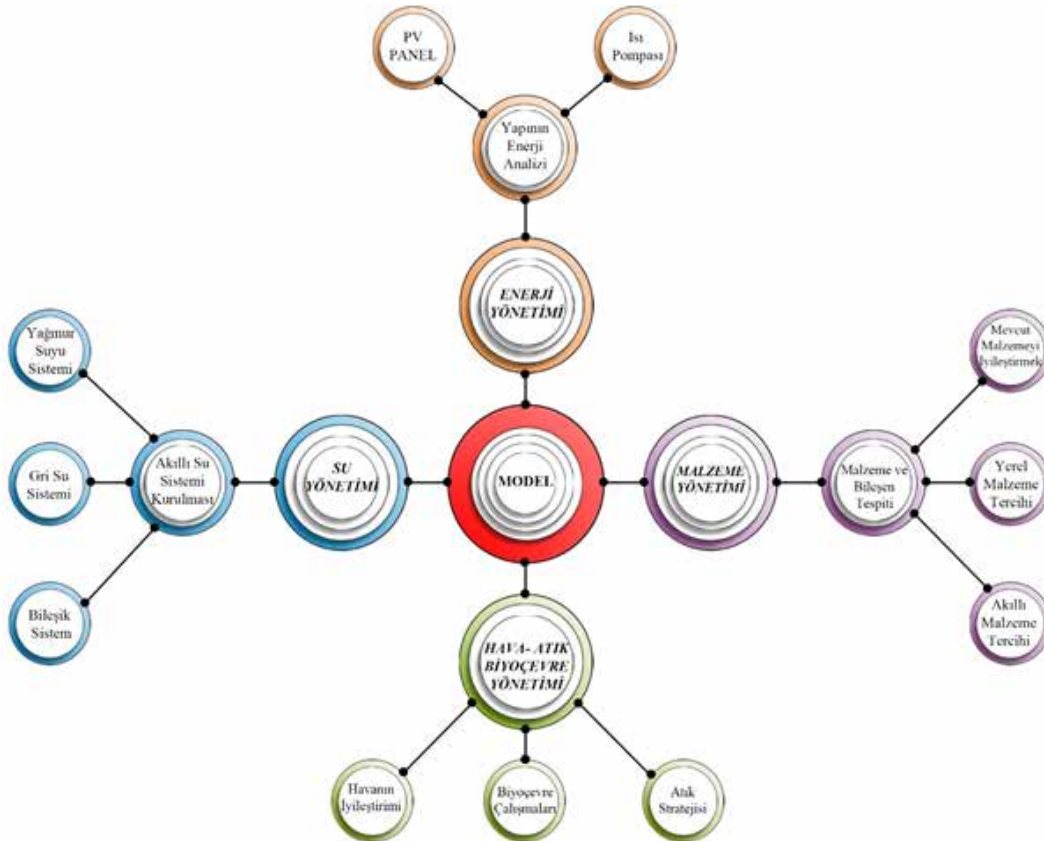 PV
PANEL
Isı
Pompası
Yapının
Enerji
Analizi
ENERJİ
YÖNETİMİ
Yağmur
Suyu
Sistemi
Gri Su
Sistemi
Bileşik
Sistem
Akıllı Su
Sistemi
Kurulması
SU
YÖNETİMİ
MODEL
MALZEME
YÖNETİMİ
Malzeme ve
Bileşen
Tespiti
Mevcut
Malzemeyi
İyileştirmek
Yerel
Malzeme
Tercihi
Akıllı
Malzeme
Tercihi
HAVA- ATIK
BİYOÇEVRE
YÖNETİMİ
Havanın
İyileştirimi
Biyoçevre
Çalışmaları
Atık
Stratejisi